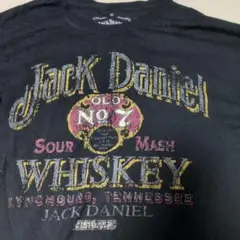 Jack Daniel
OLD
No 7
SOUR MASH
WHISKEY
LYNCHBURG, TENNESSEE
JACK DANIEL